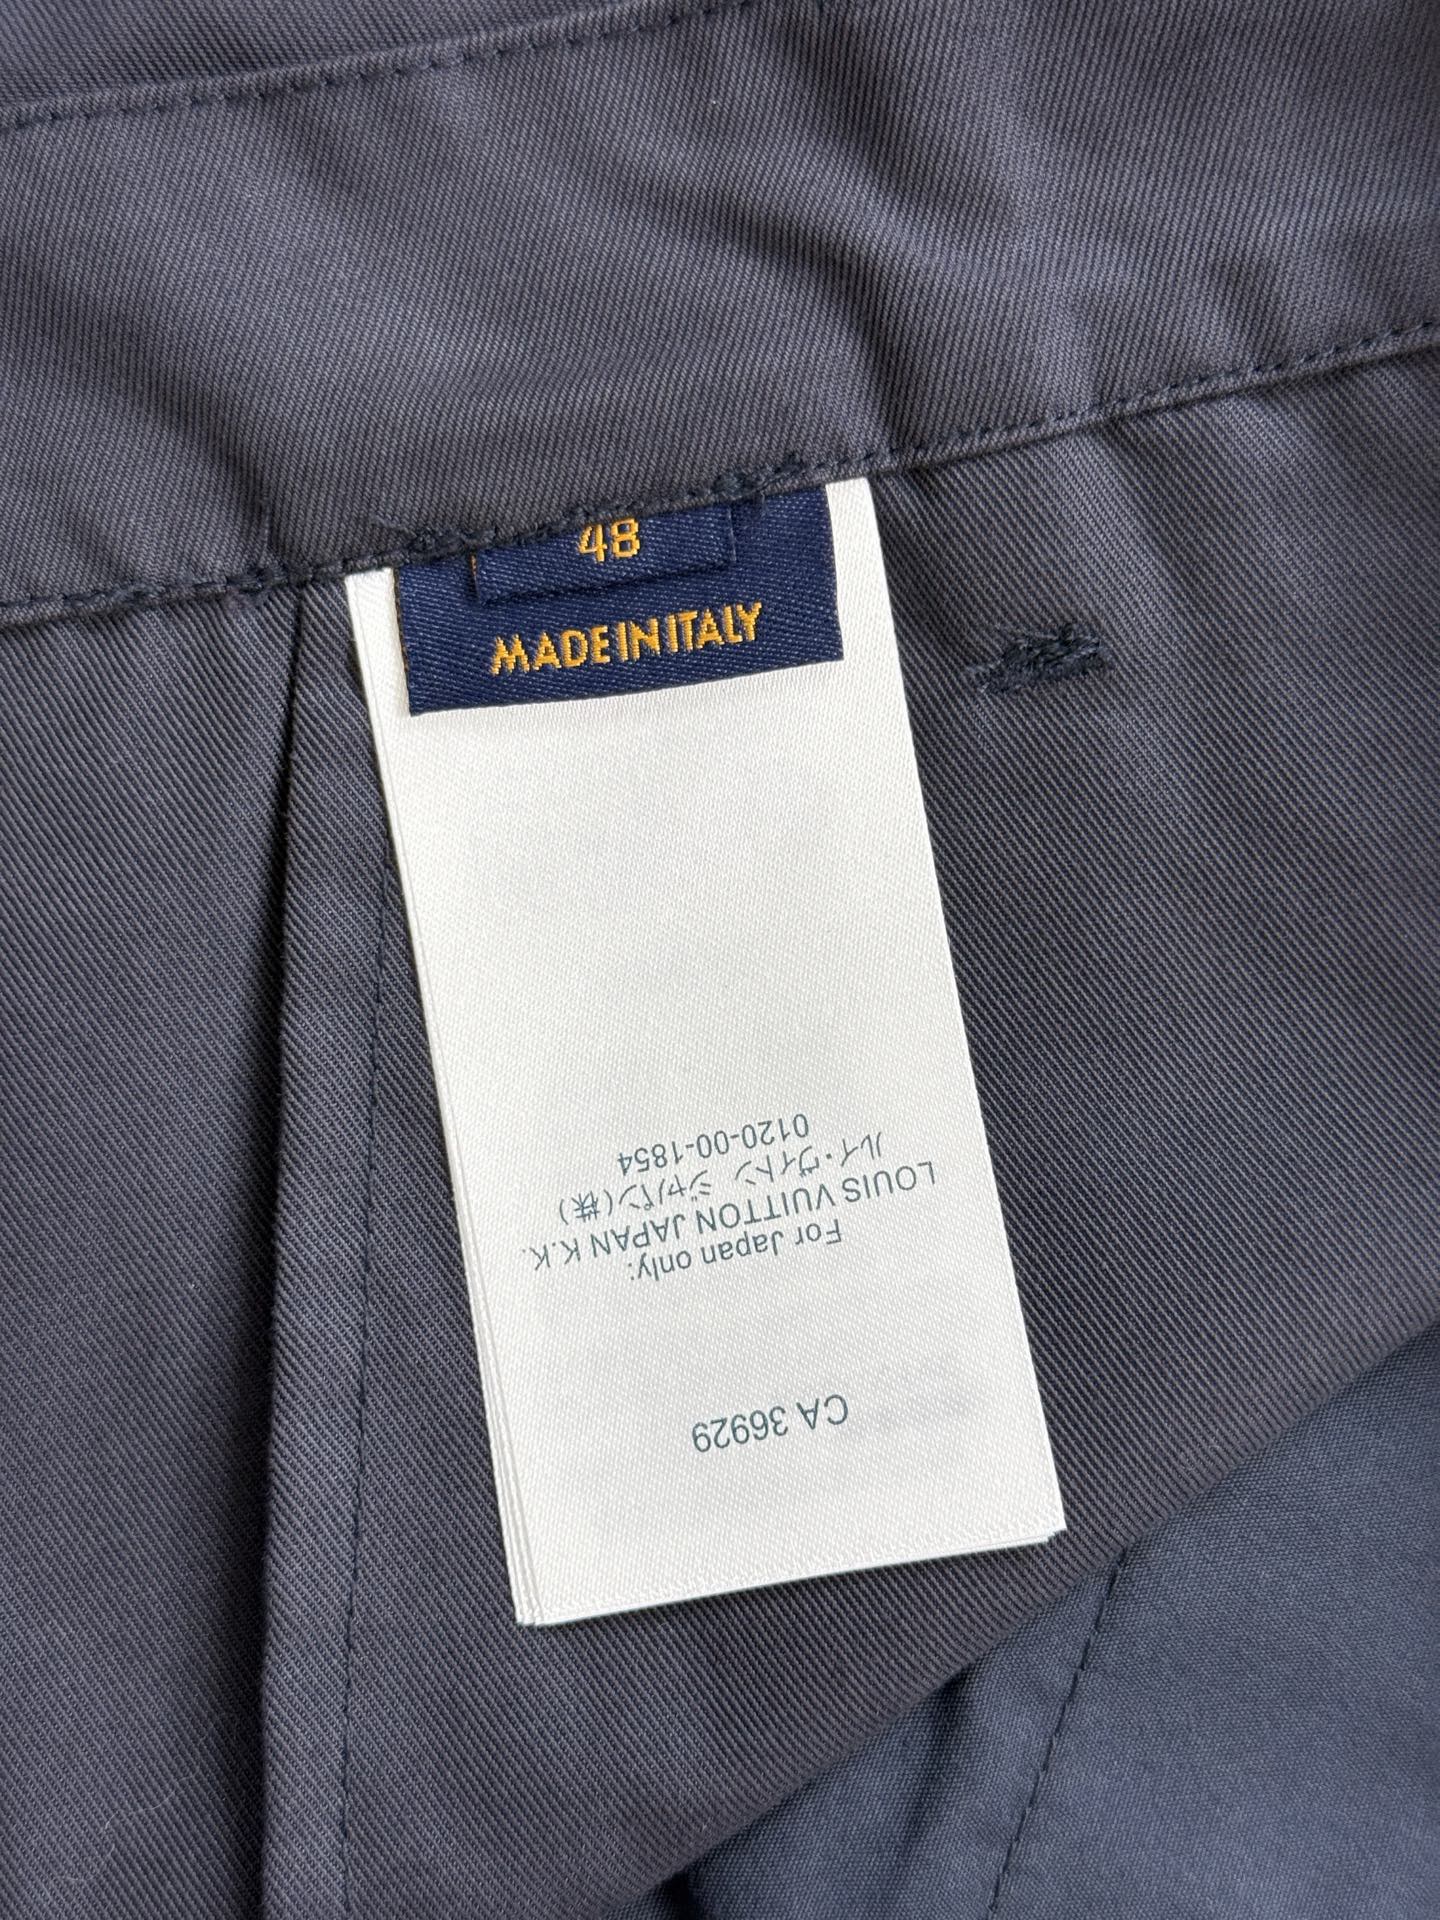 48
MADE IN ITALY
CA 36929
For Japan only:
LOUIS VUITTON JAPAN K.K.
ルイ・ヴィトン ジャパン(株)
0120-00-1854